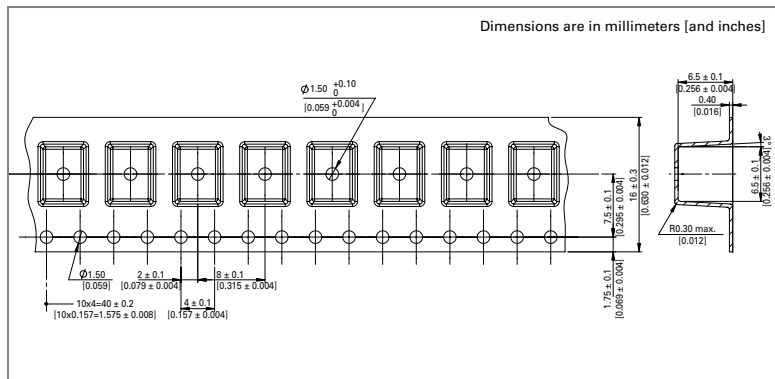 Dimensions are in millimeters [and inches]
6.5 ± 0.1
[0.256 ± 0.004]
0.40
[0.016]
Ø1.50 +0.10 0
[0.059 +0.004 0]
16 ± 0.3
[0.630 ± 0.012]
7.5 ± 0.1
[0.295 ± 0.004]
3°
6.5 ± 0.1
[0.256 ± 0.004]
R0.30 max.
[0.012]
Ø1.50
[0.059]
2 ± 0.1
[0.079 ± 0.004]
8 ± 0.1
[0.315 ± 0.004]
1.75 ± 0.1
[0.069 ± 0.004]
10x4=40 ± 0.2
[10x0.157=1.575 ± 0.008]
4 ± 0.1
[0.157 ± 0.004]